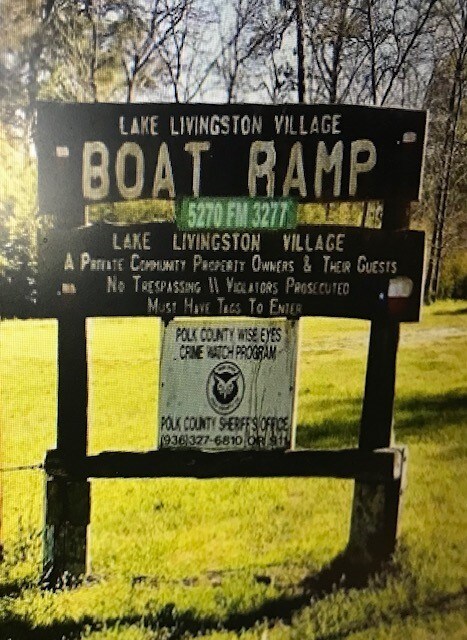 LAKE LIVINGSTON VILLAGE
BOAT RAMP
5270 FM 3277
LAKE LIVINGSTON VILLAGE
A PRIVATE COMMUNITY PROPERTY OWNERS & THEIR GUESTS
NO TRESPASSING \\ VIOLATORS PROSECUTED
MUST HAVE TAGS TO ENTER
POLK COUNTY WISE EYES
CRIME WATCH PROGRAM
POLK COUNTY SHERIFF'S OFFICE
(936)327-6810 OR 911